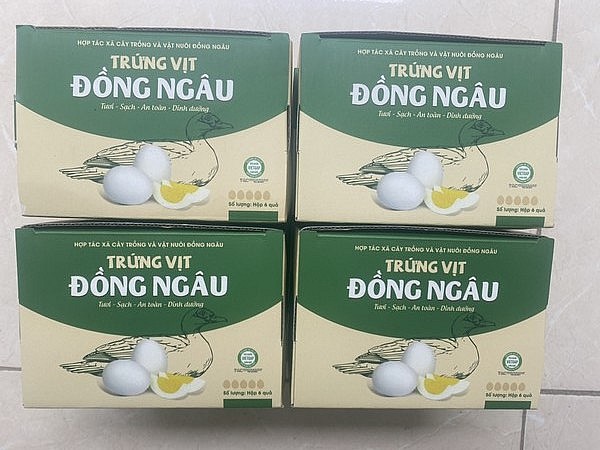 HỢP TÁC XÃ CÂY TRỒNG VÀ VẬT NUÔI ĐỒNG NGÂU
TRỨNG VỊT
ĐỒNG NGÂU
Tươi - Sạch - An toàn - Dinh dưỡng
VIETGAP
Số lượng: Hộp 6 quả
HỢP TÁC XÃ CÂY TRỒNG VÀ VẬT NUÔI ĐỒNG NGÂU
TRỨNG VỊT
ĐỒNG NGÂU
Tươi - Sạch - An toàn - Dinh dưỡng
VIETGAP
Số lượng: Hộp 6 quả
HỢP TÁC XÃ CÂY TRỒNG VÀ VẬT NUÔI ĐỒNG NGÂU
TRỨNG VỊT
ĐỒNG NGÂU
Tươi - Sạch - An toàn - Dinh dưỡng
VIETGAP
Số lượng: Hộp 6 quả
HỢP TÁC XÃ CÂY TRỒNG VÀ VẬT NUÔI ĐỒNG NGÂU
TRỨNG VỊT
ĐỒNG NGÂU
Tươi - Sạch - An toàn - Dinh dưỡng
VIETGAP
Số lượng: Hộp 6 quả